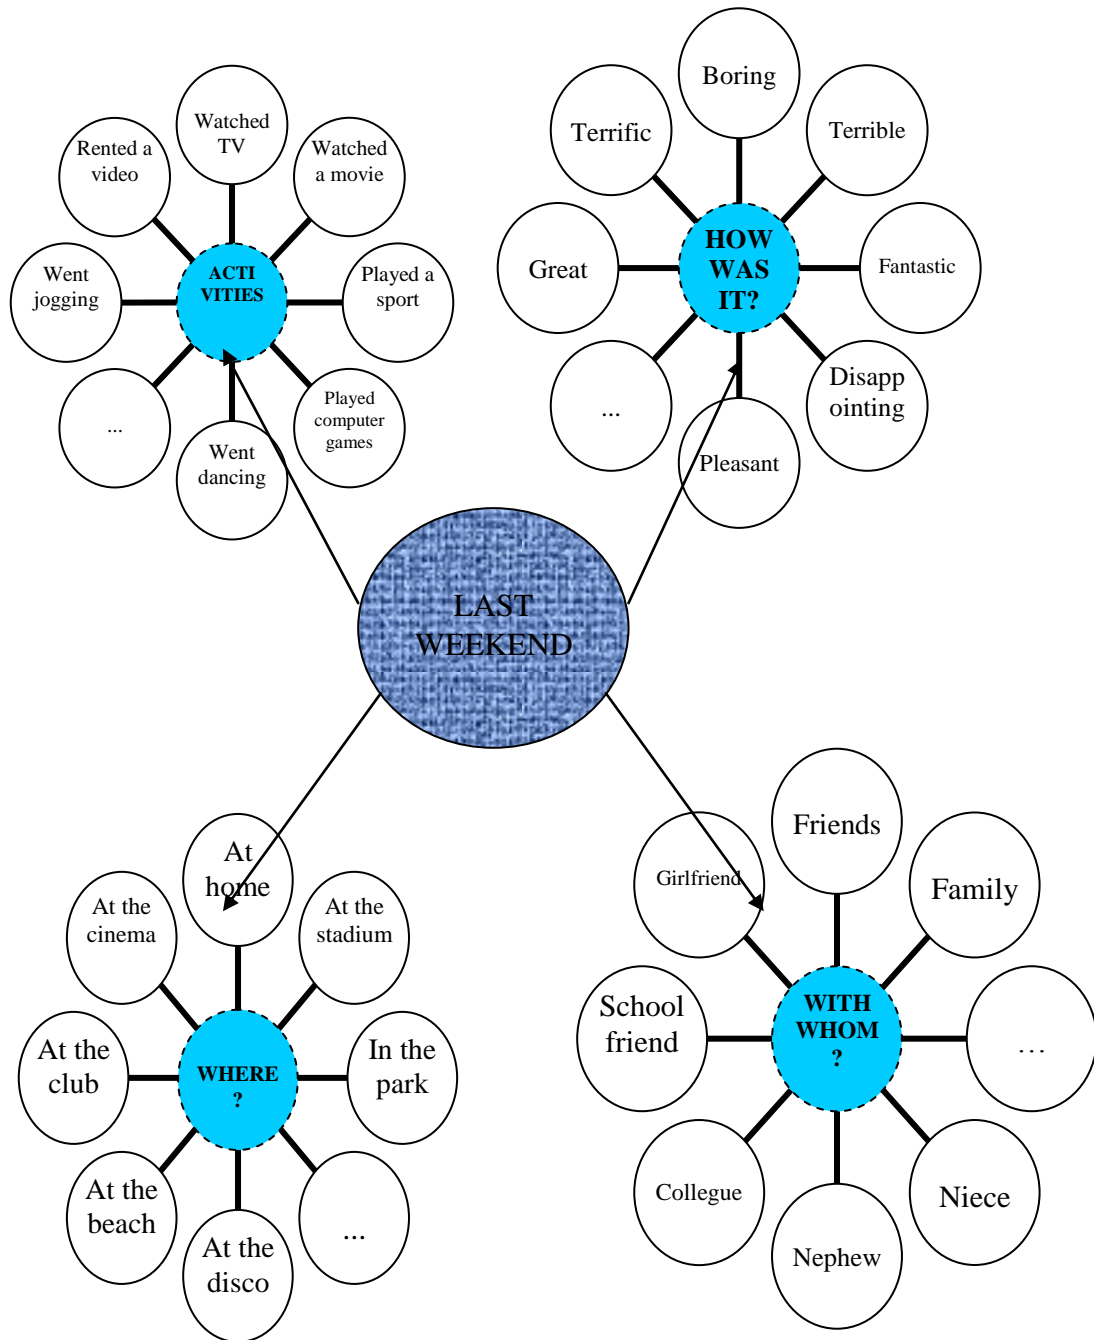 Watched
TV
Rented a
video
Watched
a movie
Went
jogging
ACTI
VITIES
Played a
sport
...
Went
dancing
Played
computer
games
Boring
Terrific
Terrible
Great
HOW
WAS
IT?
Fantastic
...
Pleasant
Disapp
ointing
LAST
WEEKEND
At
home
At the
cinema
At the
stadium
At the
club
WHERE
?
In the
park
At the
beach
At the
disco
...
Friends
Girlfriend
Family
School
friend
WITH
WHOM
?
...
Collegue
Nephew
Niece